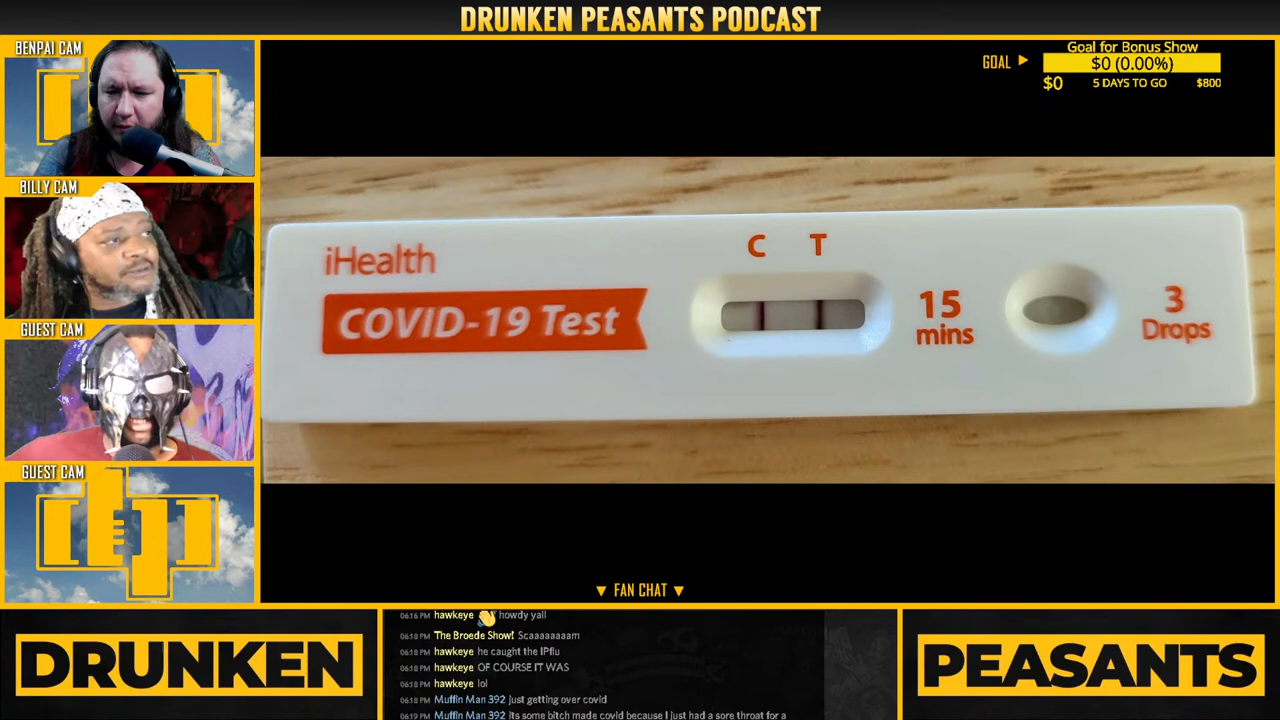 DRUNKEN PEASANTS PODCAST
BENPAI CAM
BILLY CAM
GUEST CAM
GUEST CAM
GOAL ▶
Goal for Bonus Show
$0 (0.00%)
$0 5 DAYS TO GO $800
iHealth
COVID-19 Test
C T
15
mins
3
Drops
▼ FAN CHAT ▼
06:16 PM hawkeye 👋 howdy yall
06:18 PM The Broede Show! Scaaaaaaam
06:18 PM hawkeye he caught the IPflu
06:18 PM hawkeye OF COURSE IT WAS
06:18 PM hawkeye lol
06:18 PM Muffin Man 392 just getting over covid
06:19 PM Muffin Man 392 its some bitch made covid because I just had a sore throat for a
DRUNKEN
PEASANTS